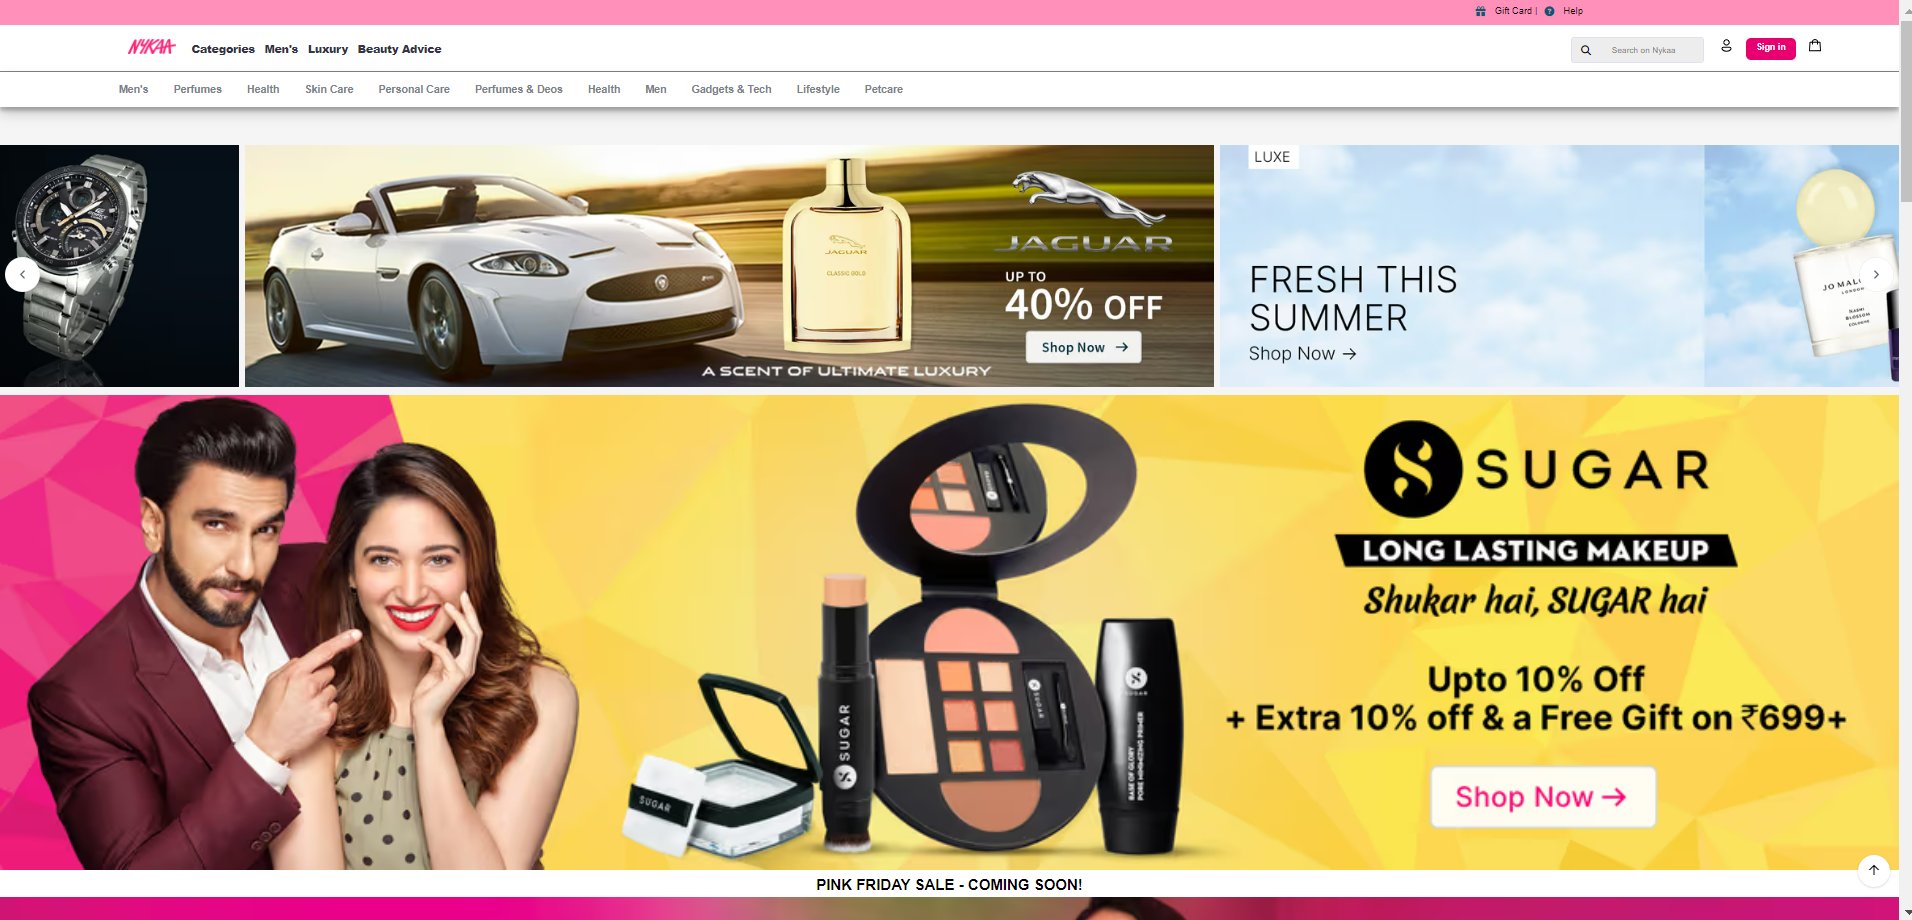 Gift Card |
Help
NYKAA
Categories
Men's
Luxury
Beauty Advice
Search on Nykaa
Sign in
Men's
Perfumes
Health
Skin Care
Personal Care
Perfumes & Deos
Health
Men
Gadgets & Tech
Lifestyle
Petcare
JAGUAR
CLASSIC GOLD
JAGUAR
UP TO
40% OFF
Shop Now →
A SCENT OF ULTIMATE LUXURY
LUXE
FRESH THIS
SUMMER
Shop Now →
JO MAL
LONDON
BLOSSOM
COLOGNE
SUGAR
LONG LASTING MAKEUP
Shukar hai, SUGAR hai
Upto 10% Off
+ Extra 10% off & a Free Gift on ₹699+
Shop Now →
SUGAR
SUGAR
SUGAR
SUGAR
BASE OF GLORY
PORE MINIMIZING PRIMER
PINK FRIDAY SALE - COMING SOON!